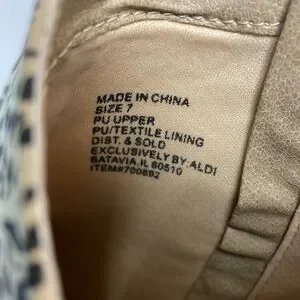 MADE IN CHINA
SIZE 7
PU UPPER
PU/TEXTILE LINING
DIST. & SOLD
EXCLUSIVELY BY:ALDI
BATAVIA, IL 60510
ITEM#700892